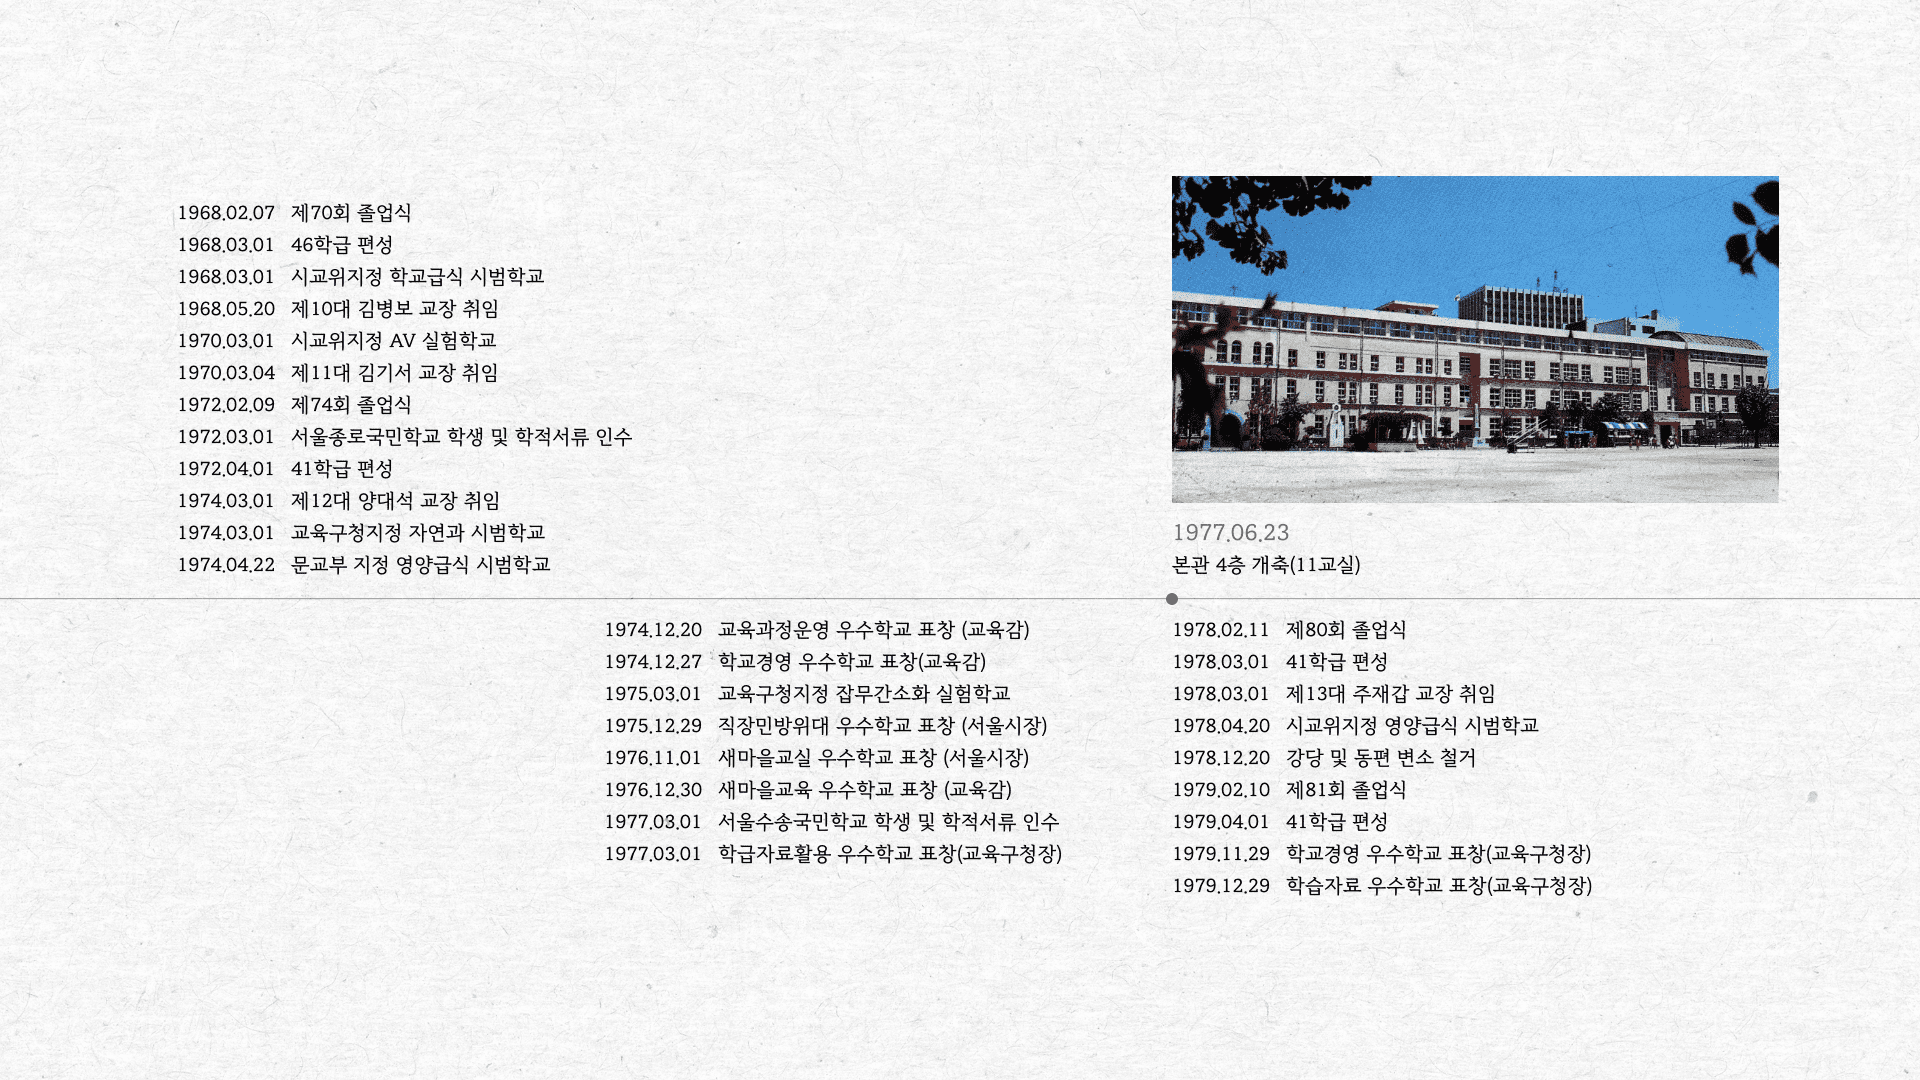 1968.02.07 제70회 졸업식
1968.03.01 46학급 편성
1968.03.01 시교위지정 학교급식 시범학교
1968.05.20 제10대 김병보 교장 취임
1970.03.01 시교위지정 AV 실험학교
1970.03.04 제11대 김기서 교장 취임
1972.02.09 제74회 졸업식
1972.03.01 서울종로국민학교 학생 및 학적서류 인수
1972.04.01 41학급 편성
1974.03.01 제12대 양대석 교장 취임
1974.03.01 교육구청지정 자연과 시범학교
1974.04.22 문교부 지정 영양급식 시범학교
1974.12.20 교육과정운영 우수학교 표창 (교육감)
1974.12.27 학교경영 우수학교 표창(교육감)
1975.03.01 교육구청지정 잡무간소화 실험학교
1975.12.29 직장민방위대 우수학교 표창 (서울시장)
1976.11.01 새마을교실 우수학교 표창 (서울시장)
1976.12.30 새마을교육 우수학교 표창 (교육감)
1977.03.01 서울수송국민학교 학생 및 학적서류 인수
1977.03.01 학급자료활용 우수학교 표창(교육구청장)
1977.06.23
본관 4층 개축(11교실)
1978.02.11 제80회 졸업식
1978.03.01 41학급 편성
1978.03.01 제13대 주재갑 교장 취임
1978.04.20 시교위지정 영양급식 시범학교
1978.12.20 강당 및 동편 변소 철거
1979.02.10 제81회 졸업식
1979.04.01 41학급 편성
1979.11.29 학교경영 우수학교 표창(교육구청장)
1979.12.29 학습자료 우수학교 표창(교육구청장)